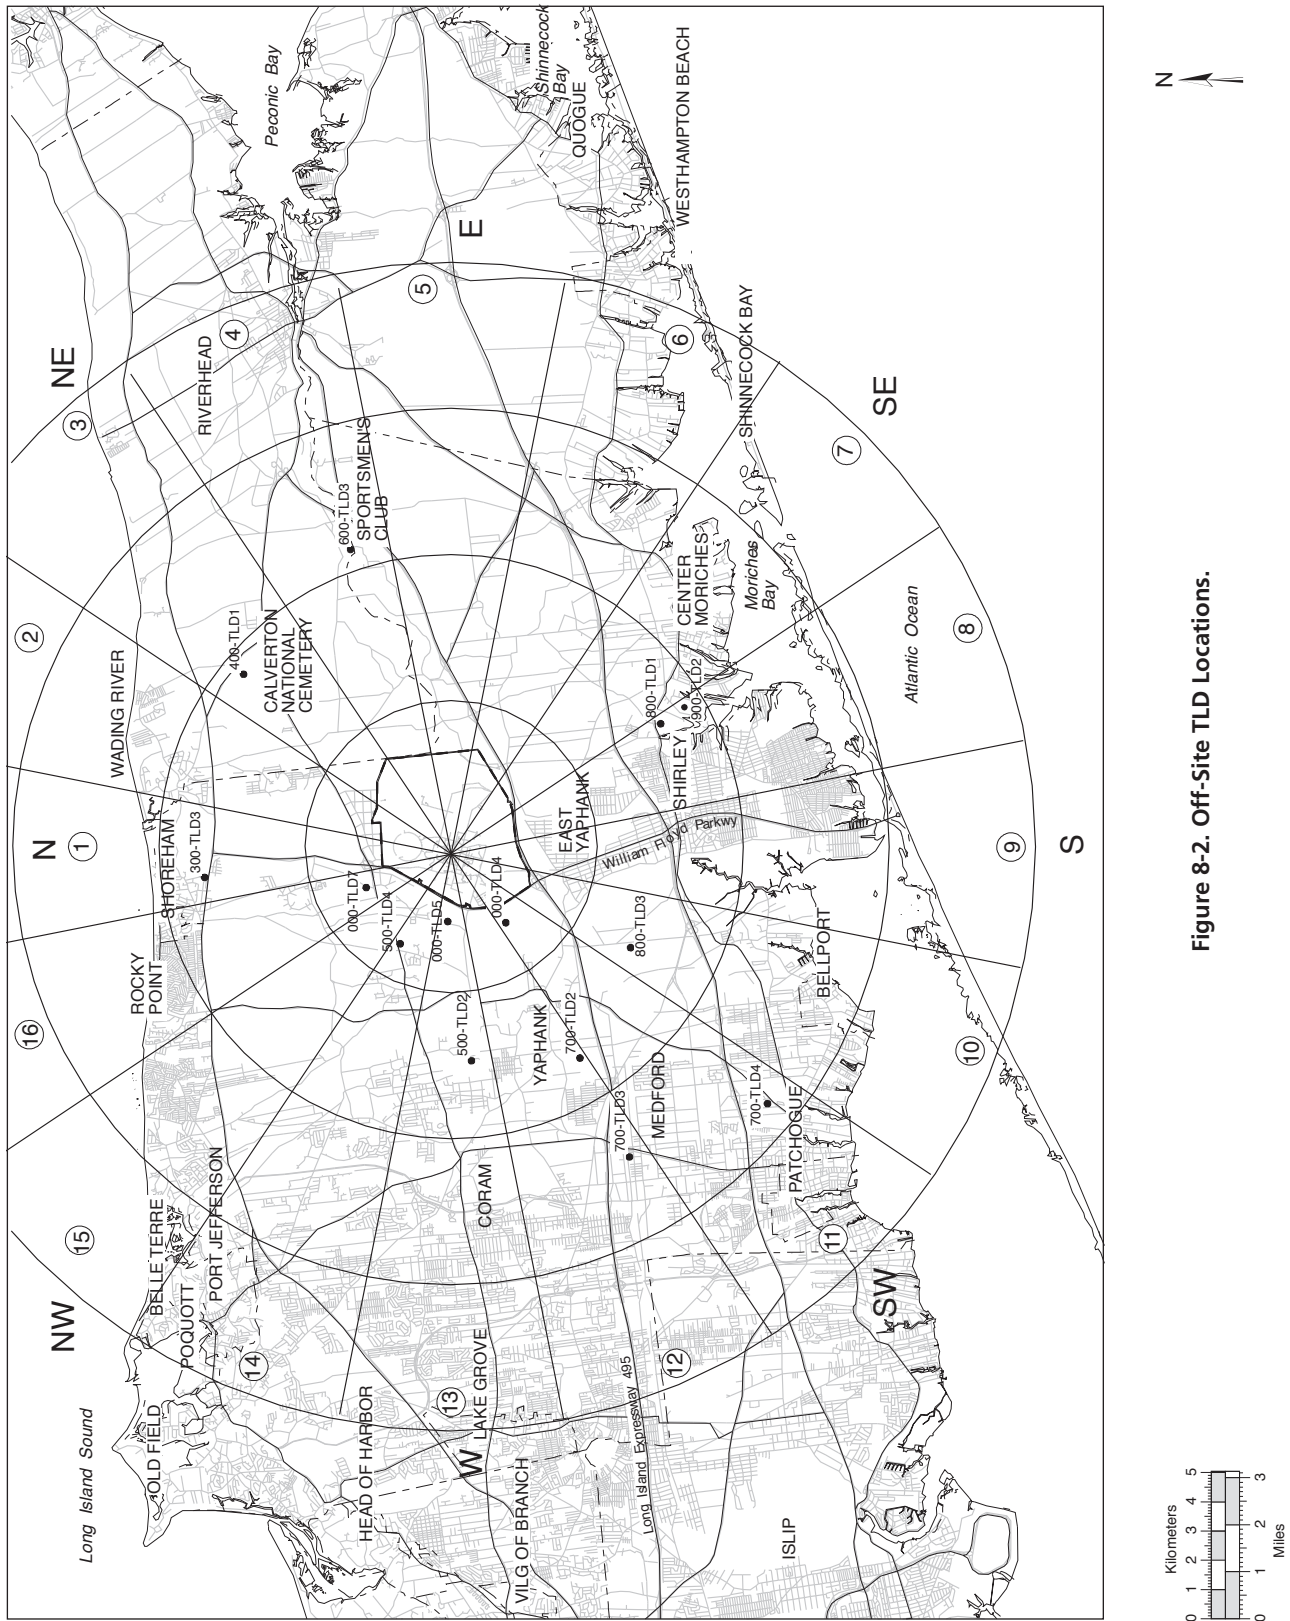 Long Island Sound
Peconic Bay
Shinnecock
Bay
QUOGUE
WESTHAMPTON BEACH
N
NW
N
NE
15
16
1
2
3
OLD FIELD
POQUOTT
BELLE TERRE
PORT JEFFERSON
ROCKY
POINT
SHOREHAM
300-TLD3
WADING RIVER
RIVERHEAD
4
14
400-TLD1
CALVERTON
NATIONAL
CEMETERY
600-TLD3
SPORTSMEN'S
CLUB
5
E
HEAD OF HARBOR
13
W
LAKE GROVE
VILG OF BRANCH
CORAM
000-TLD7
500-TLD4
000-TLD5
000-TLD4
500-TLD2
YAPHANK
700-TLD2
EAST
YAPHANK
William Floyd Parkwy
Long Island Expressway 495
12
700-TLD3
MEDFORD
800-TLD3
SHIRLEY
800-TLD1
900-TLD2
CENTER
MORICHES
6
SHINNECOCK BAY
Moriches
Bay
700-TLD4
PATCHOGUE
BELLPORT
ISLIP
11
SW
10
9
S
8
7
SE
Atlantic Ocean
Kilometers
0 1 2 3 4 5
0 1 2 3
Miles
Figure 8-2. Off-Site TLD Locations.